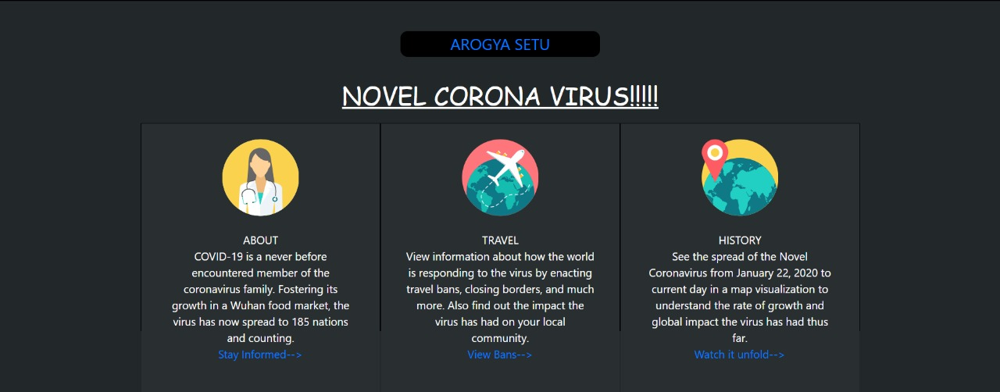 AROGYA SETU
NOVEL CORONA VIRUS!!!!!
ABOUT
COVID-19 is a never before
encountered member of the
coronavirus family. Fostering its
growth in a Wuhan food market, the
virus has now spread to 185 nations
and counting.
Stay Informed-->
TRAVEL
View information about how the world
is responding to the virus by enacting
travel bans, closing borders, and much
more. Also find out the impact the
virus has had on your local
community.
View Bans-->
HISTORY
See the spread of the Novel
Coronavirus from January 22, 2020 to
current day in a map visualization to
understand the rate of growth and
global impact the virus has had thus
far.
Watch it unfold-->